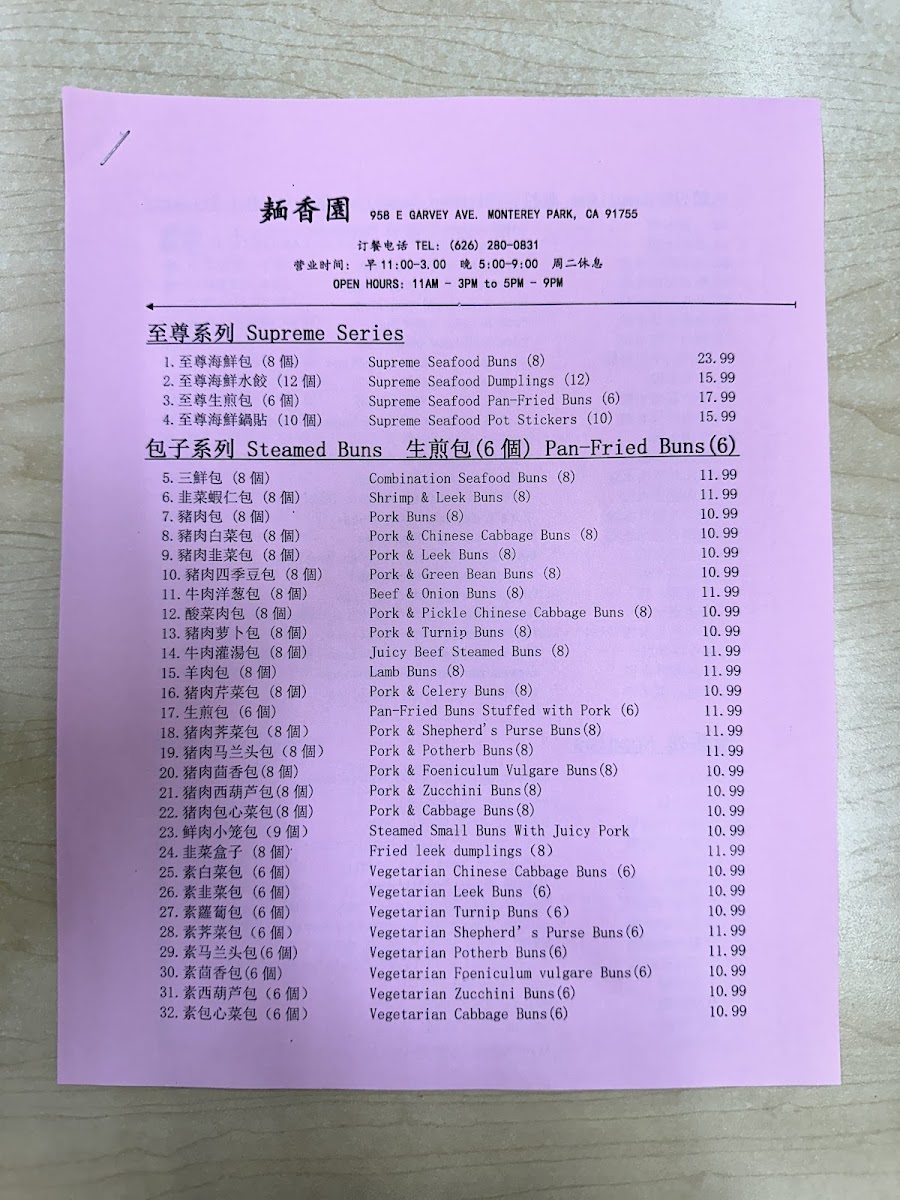 麺香園 958 E GARVEY AVE. MONTEREY PARK, CA 91755
订餐电话 TEL: (626) 280-0831
营业时间: 早11:00-3.00 晚 5:00-9:00 周二休息
OPEN HOURS: 11AM - 3PM to 5PM - 9PM
至尊系列 Supreme Series
1. 至尊海鮮包 (8 個) Supreme Seafood Buns (8) 23.99
2. 至尊海鮮水餃 (12 個) Supreme Seafood Dumplings (12) 15.99
3. 至尊生煎包 (6 個) Supreme Seafood Pan-Fried Buns (6) 17.99
4. 至尊海鮮鍋貼 (10 個) Supreme Seafood Pot Stickers (10) 15.99
包子系列 Steamed Buns 生煎包(6 個) Pan-Fried Buns(6)
5. 三鮮包 (8 個) Combination Seafood Buns (8) 11.99
6. 韭菜蝦仁包 (8 個) Shrimp & Leek Buns (8) 11.99
7. 豬肉包 (8 個) Pork Buns (8) 10.99
8. 豬肉白菜包 (8 個) Pork & Chinese Cabbage Buns (8) 10.99
9. 豬肉韭菜包 (8 個) Pork & Leek Buns (8) 10.99
10. 豬肉四季豆包 (8 個) Pork & Green Bean Buns (8) 10.99
11. 牛肉洋葱包 (8 個) Beef & Onion Buns (8) 11.99
12. 酸菜肉包 (8 個) Pork & Pickle Chinese Cabbage Buns (8) 10.99
13. 豬肉萝卜包 (8 個) Pork & Turnip Buns (8) 10.99
14. 牛肉灌湯包 (8 個) Juicy Beef Steamed Buns (8) 11.99
15. 羊肉包 (8 個) Lamb Buns (8) 11.99
16. 豬肉芹菜包 (8 個) Pork & Celery Buns (8) 10.99
17. 生煎包 (6 個) Pan-Fried Buns Stuffed with Pork (6) 11.99
18. 豬肉荠菜包 (8 個) Pork & Shepherd's Purse Buns(8) 11.99
19. 豬肉马兰头包 (8 個) Pork & Potherb Buns(8) 11.99
20. 豬肉茴香包(8 個) Pork & Foeniculum Vulgare Buns(8) 10.99
21. 猪肉西葫芦包(8 個) Pork & Zucchini Buns(8) 10.99
22. 猪肉包心菜包(8 個) Pork & Cabbage Buns(8) 10.99
23. 鲜肉小笼包 (9 個) Steamed Small Buns With Juicy Pork 10.99
24. 韭菜盒子 (8 個) Fried leek dumplings (8) 11.99
25. 素白菜包 (6 個) Vegetarian Chinese Cabbage Buns (6) 10.99
26. 素韭菜包 (6 個) Vegetarian Leek Buns (6) 10.99
27. 素蘿蔔包 (6 個) Vegetarian Turnip Buns (6) 10.99
28. 素荠菜包 (6 個) Vegetarian Shepherd’s Purse Buns(6) 11.99
29. 素马兰头包(6 個) Vegetarian Potherb Buns(6) 11.99
30. 素茴香包(6 個) Vegetarian Foeniculum vulgare Buns(6) 10.99
31. 素西葫芦包 (6 個) Vegetarian Zucchini Buns(6) 10.99
32. 素包心菜包 (6 個) Vegetarian Cabbage Buns(6) 10.99